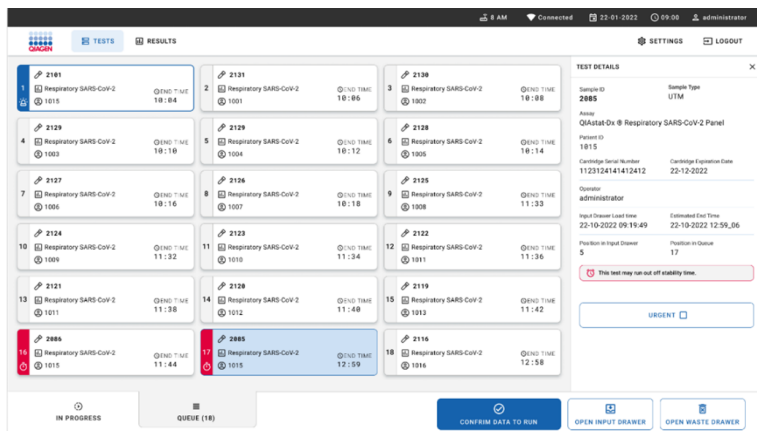 8 AM Connected 22-01-2022 09:00 administrator
QIAGEN TESTS RESULTS SETTINGS LOGOUT
1 2101 Respiratory SARS-CoV-2 1015 END TIME 10:04
2 2131 Respiratory SARS-CoV-2 1001 END TIME 10:06
3 2130 Respiratory SARS-CoV-2 1002 END TIME 10:08
4 2129 Respiratory SARS-CoV-2 1003 END TIME 10:10
5 2129 Respiratory SARS-CoV-2 1004 END TIME 10:12
6 2128 Respiratory SARS-CoV-2 1005 END TIME 10:14
7 2127 Respiratory SARS-CoV-2 1006 END TIME 10:16
8 2126 Respiratory SARS-CoV-2 1007 END TIME 10:18
9 2125 Respiratory SARS-CoV-2 1008 END TIME 11:33
10 2124 Respiratory SARS-CoV-2 1009 END TIME 11:32
11 2123 Respiratory SARS-CoV-2 1010 END TIME 11:34
12 2122 Respiratory SARS-CoV-2 1011 END TIME 11:36
13 2121 Respiratory SARS-CoV-2 1011 END TIME 11:38
14 2120 Respiratory SARS-CoV-2 1012 END TIME 11:40
15 2119 Respiratory SARS-CoV-2 1013 END TIME 11:42
16 2086 Respiratory SARS-CoV-2 1015 END TIME 11:44
17 2085 Respiratory SARS-CoV-2 1015 END TIME 12:59
18 2116 Respiratory SARS-CoV-2 1016 END TIME 12:58
TEST DETAILS
Sample ID Sample Type
2085 UTM
Assay
QIAstat-Dx ® Respiratory SARS-CoV-2 Panel
Patient ID
1015
Cardridge Serial Number Cardridge Expiration Date
1123124141412412 22-12-2022
Operator
administrator
Input Drawer Load time Estimated End Time
22-10-2022 09:19:49 22-10-2022 12:59_06
Position in Input Drawer Position in Queue
5 17
This test may run out off stability time.
URGENT
IN PROGRESS QUEUE (18) CONFRIM DATA TO RUN OPEN INPUT DRAWER OPEN WASTE DRAWER